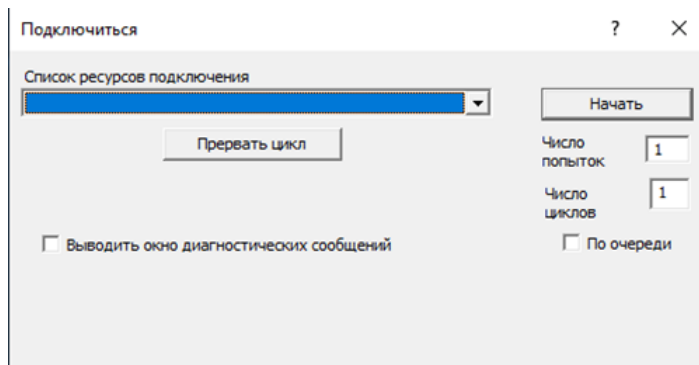 Подключиться ?
Список ресурсов подключения
Начать
Прервать цикл
Число
попыток
1
Число
циклов
1
Выводить окно диагностических сообщений
По очереди